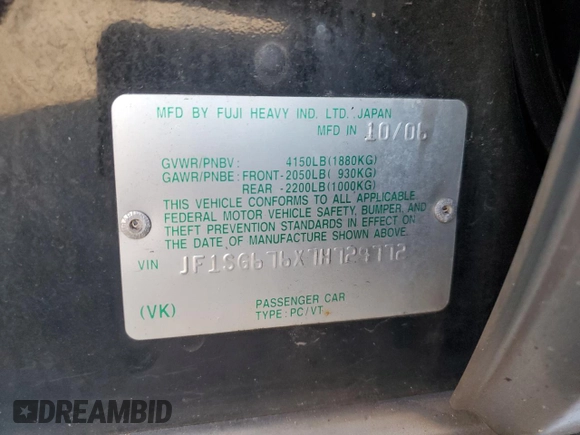 MFD BY FUJI HEAVY IND. LTD. JAPAN
MFD IN 10/06
GVWR/PNBV: 4150LB(1880KG)
GAWR/PNBE: FRONT-2050LB( 930KG)
REAR -2200LB(1000KG)
THIS VEHICLE CONFORMS TO ALL APPLICABLE
FEDERAL MOTOR VEHICLE SAFETY, BUMPER, AND
THEFT PREVENTION STANDARDS IN EFFECT ON
THE DATE OF MANUFACTURE SHOWN ABOVE.
VIN JF1SG676X7H729772
(VK)
PASSENGER CAR
TYPE: PC/VT
DREAMBID